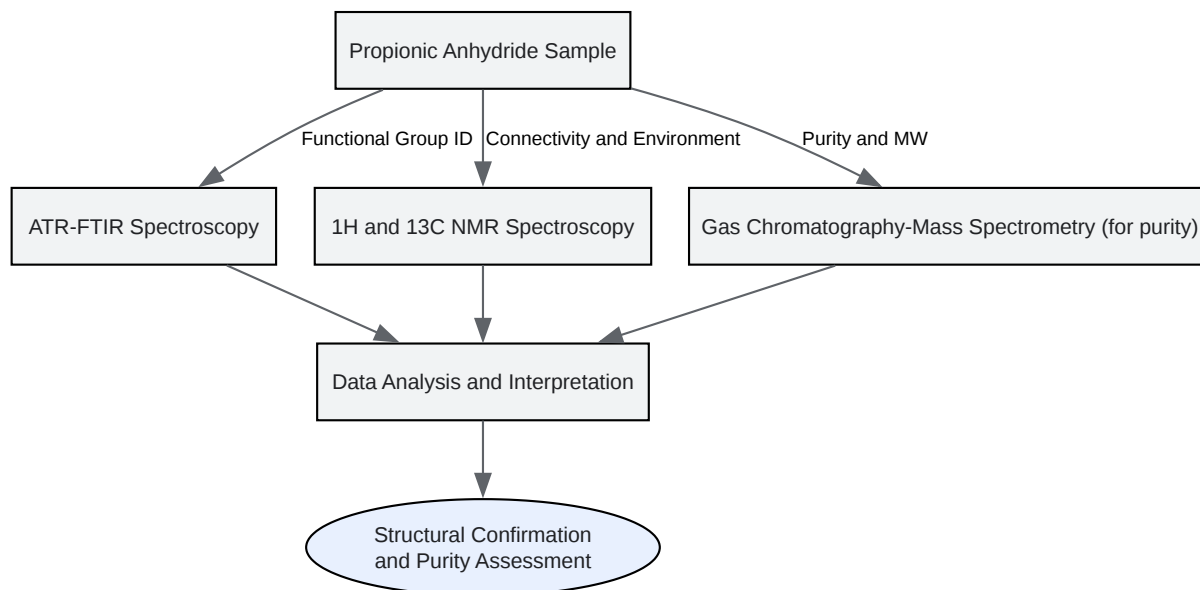 Propionic Anhydride Sample
Functional Group ID
Connectivity and Environment
Purity and MW
ATR-FTIR Spectroscopy
1H and 13C NMR Spectroscopy
Gas Chromatography-Mass Spectrometry (for purity)
Data Analysis and Interpretation
Structural Confirmation
and Purity Assessment